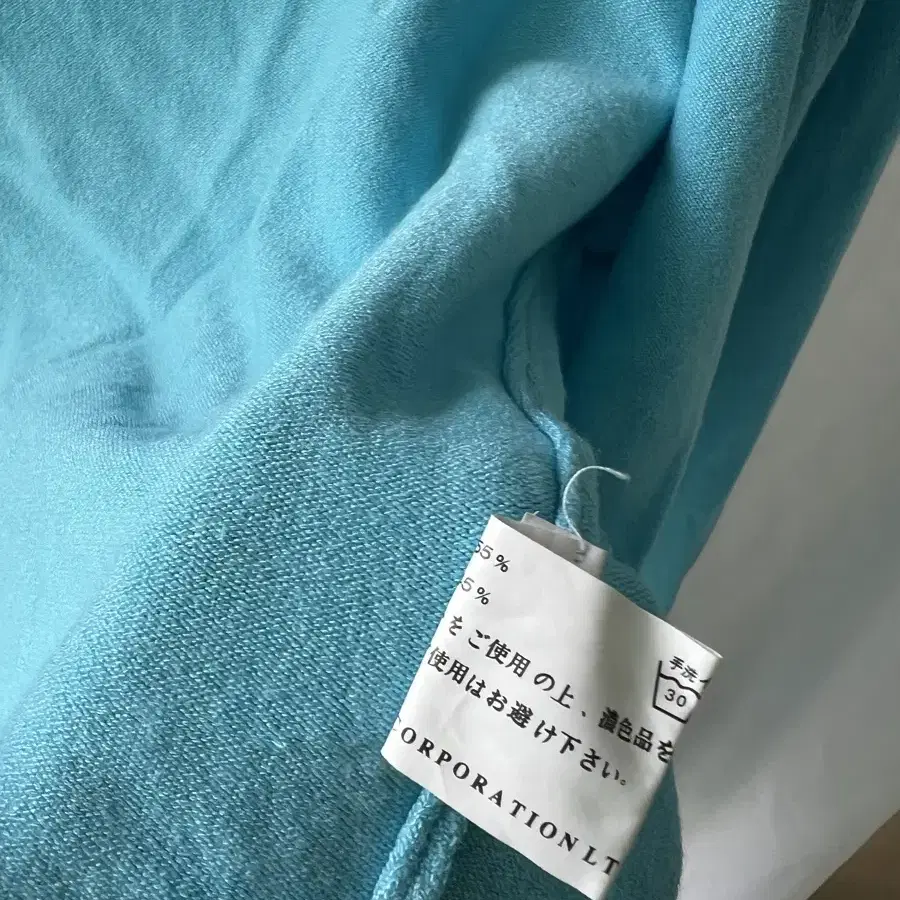 55%
5%
をご使用の上、濃色品を
使用はお避け下さい。
手洗イ
30
CORPORATION LT